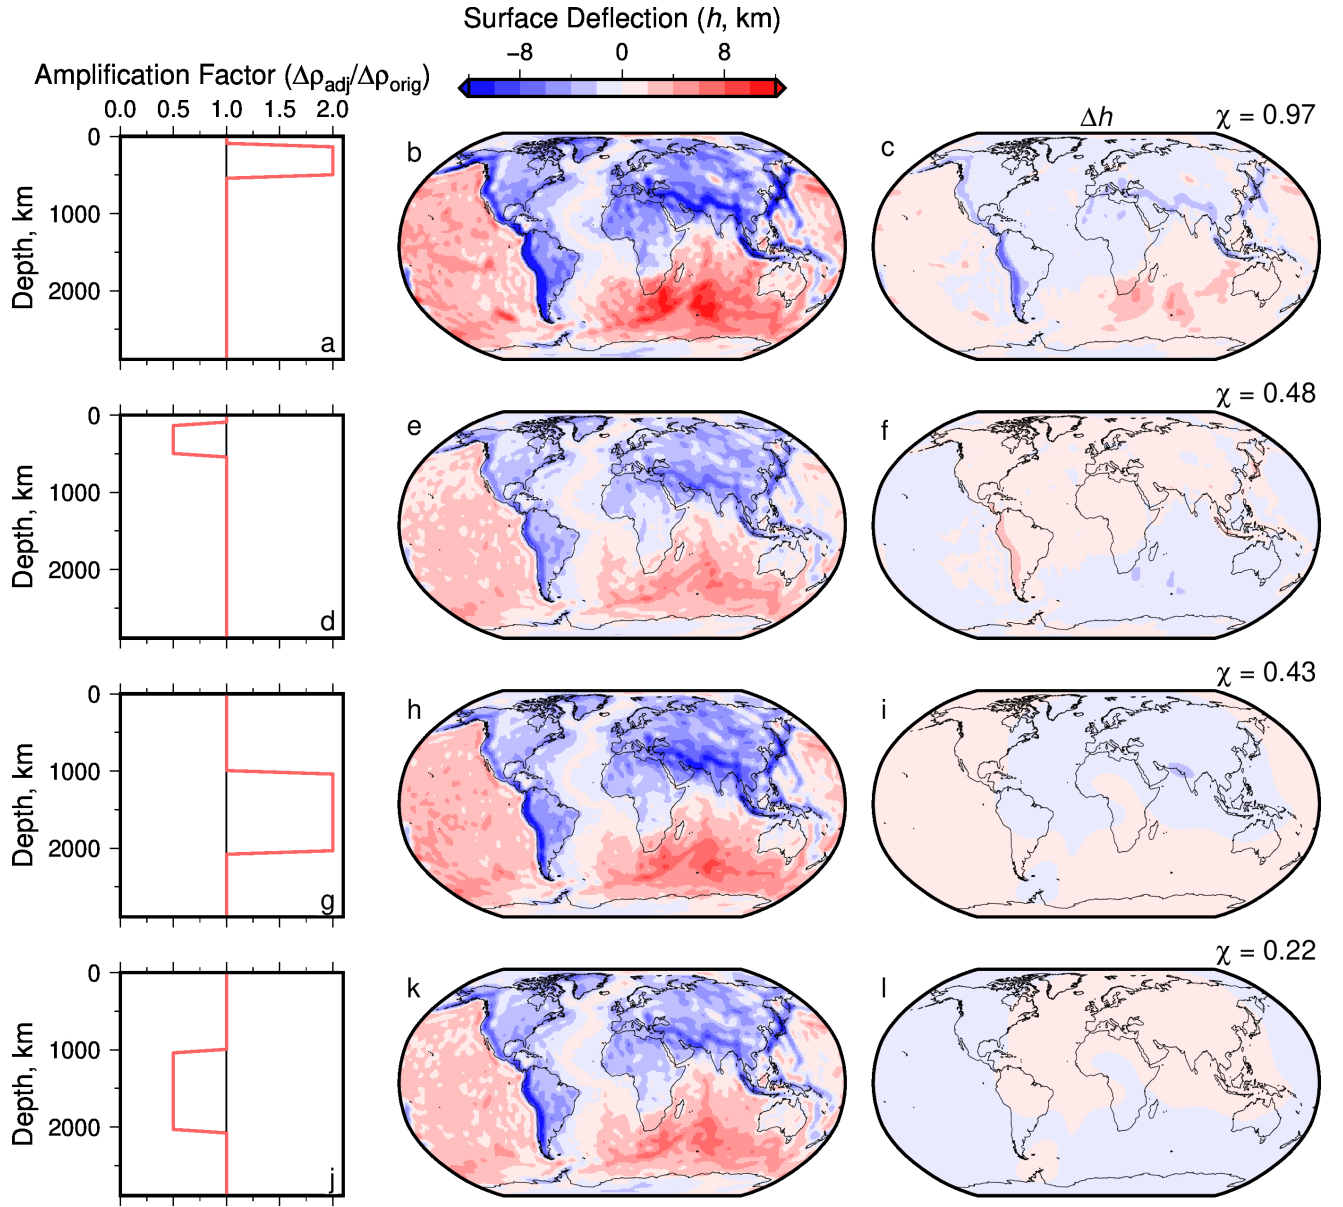 Surface Deflection (h, km)
−8 0 8
Amplification Factor (Δρadj/Δρorig)
0.0 0.5 1.0 1.5 2.0
Δh
χ = 0.97
0
1000
2000
Depth, km
a
b
c
χ = 0.48
0
1000
2000
Depth, km
d
e
f
χ = 0.43
0
1000
2000
Depth, km
g
h
i
χ = 0.22
0
1000
2000
Depth, km
j
k
l